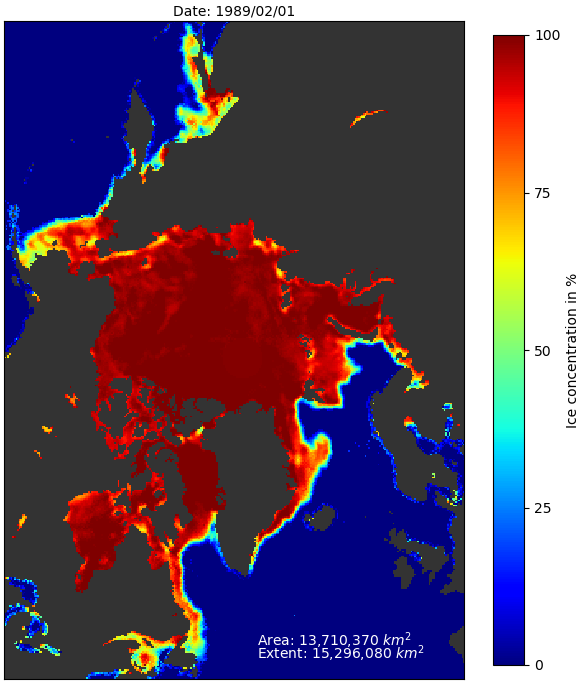 Date: 1989/02/01
100
75
50
25
0
Ice concentration in %
Area: 13,710,370 km²
Extent: 15,296,080 km²